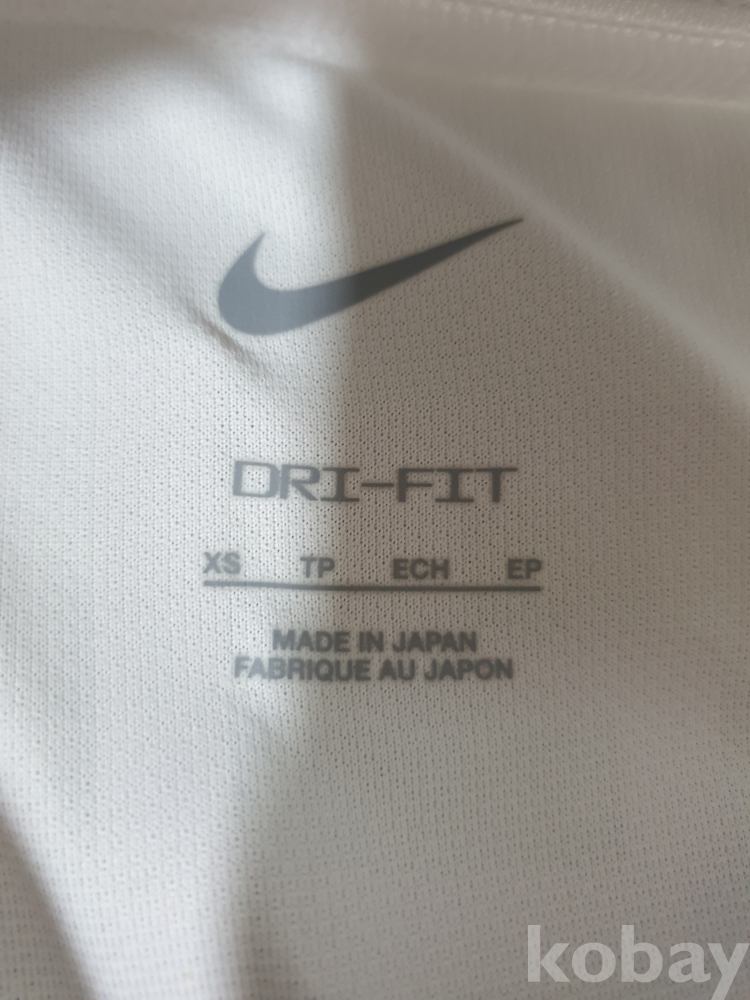 DRI-FIT
XS TP ECH EP
MADE IN JAPAN
FABRIQUE AU JAPON
kobay